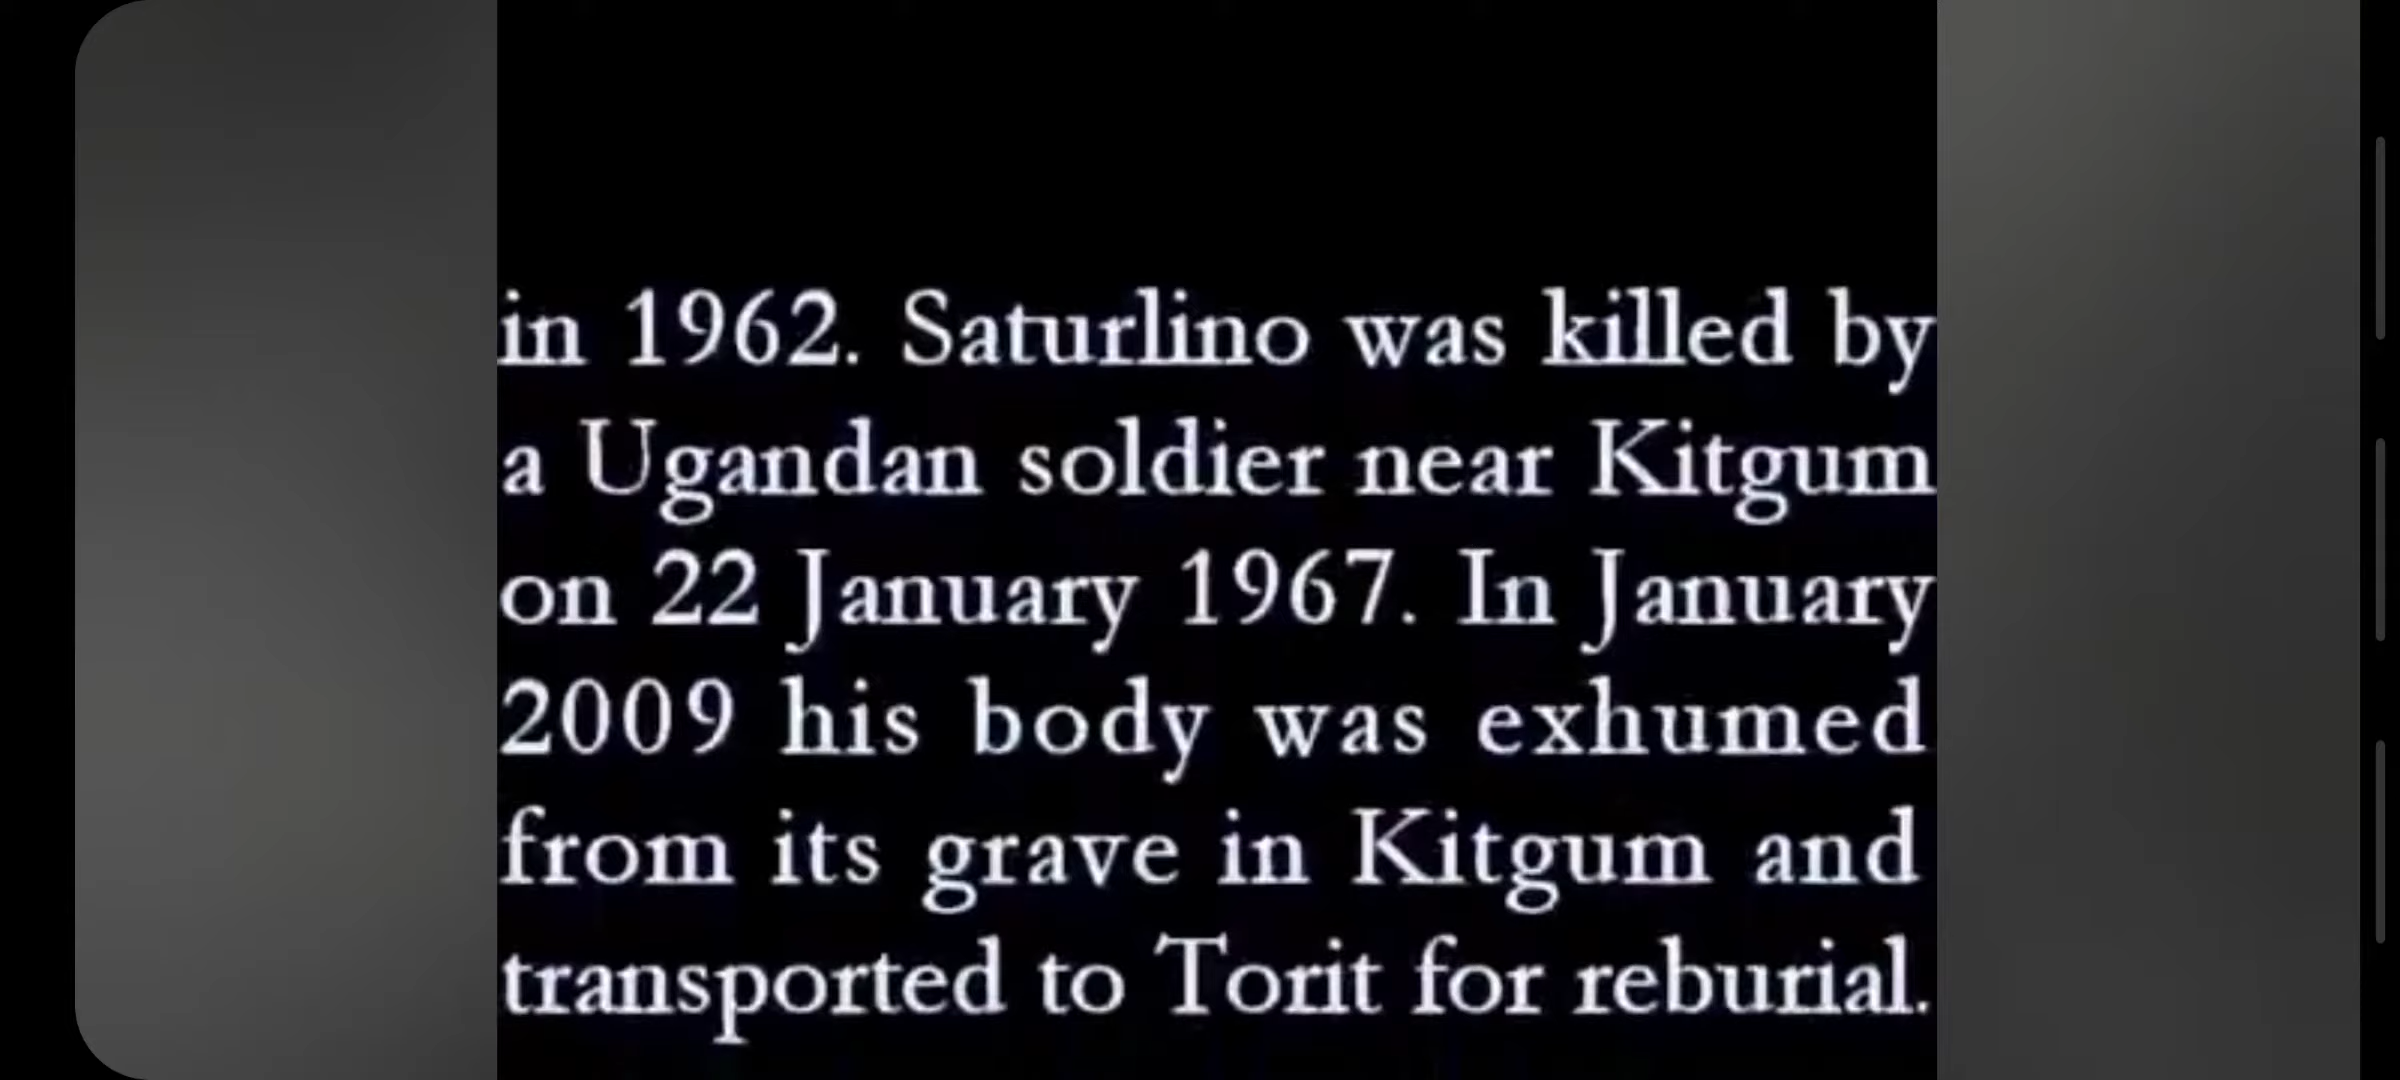 in 1962. Saturlino was killed by
a Ugandan soldier near Kitgum
on 22 January 1967. In January
2009 his body was exhumed
from its grave in Kitgum and
transported to Torit for reburial.